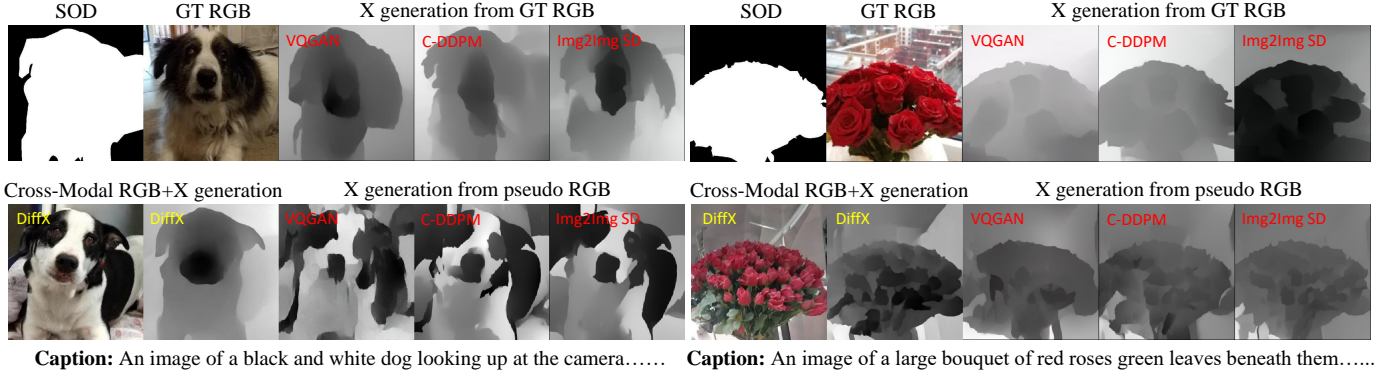 SOD GT RGB X generation from GT RGB
VQGAN C-DDPM Img2Img SD
Cross-Modal RGB+X generation X generation from pseudo RGB
DiffX DiffX VQGAN C-DDPM Img2Img SD
Caption: An image of a black and white dog looking up at the camera……
SOD GT RGB X generation from GT RGB
VQGAN C-DDPM Img2Img SD
Cross-Modal RGB+X generation X generation from pseudo RGB
DiffX DiffX VQGAN C-DDPM Img2Img SD
Caption: An image of a large bouquet of red roses green leaves beneath them…...